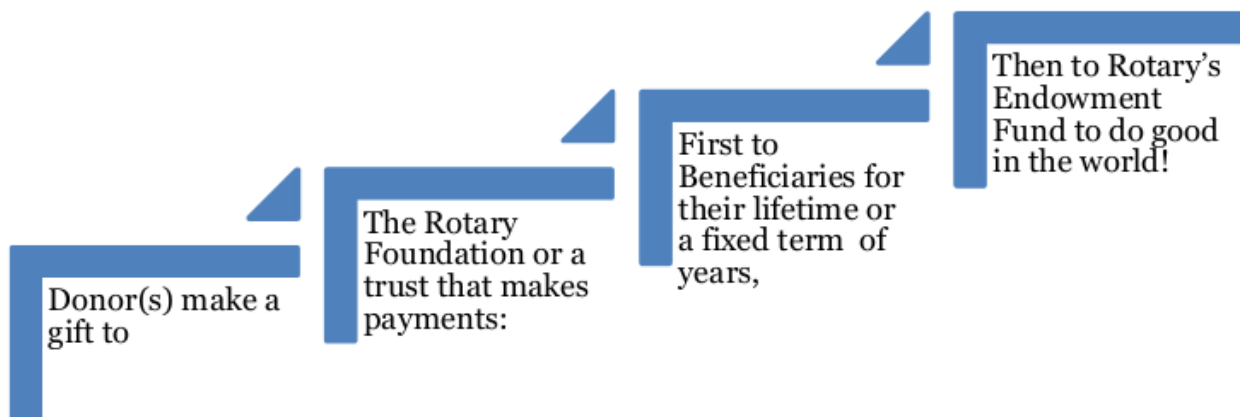 Donor(s) make a
gift to
The Rotary
Foundation or a
trust that makes
payments:
First to
Beneficiaries for
their lifetime or
a fixed term  of
years,
Then to Rotary’s
Endowment
Fund to do good
in the world!